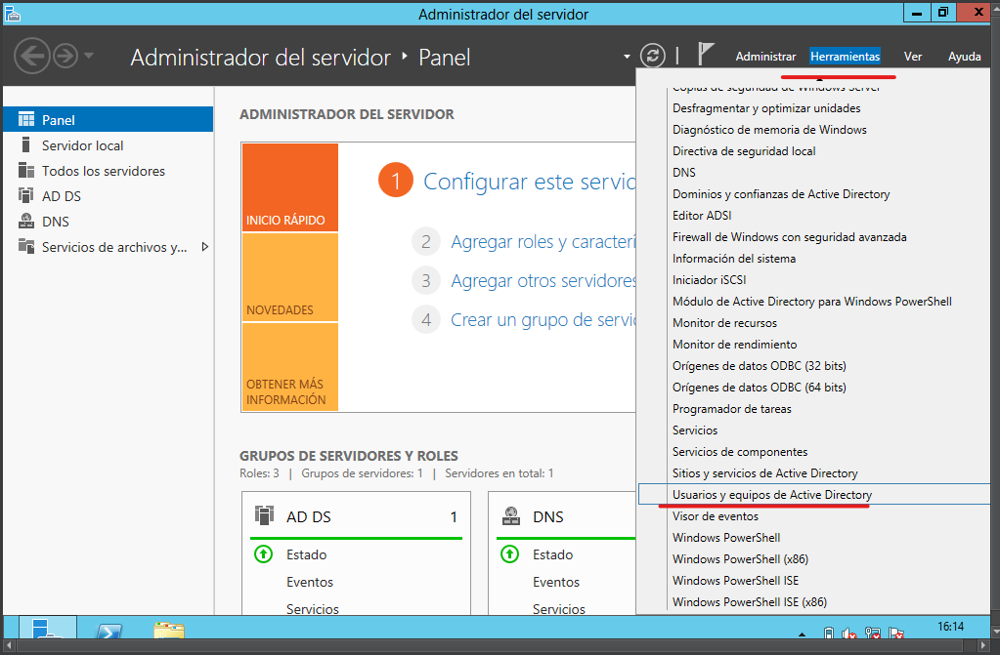 Administrador del servidor
Administrador del servidor ‣ Panel
Administrar Herramientas Ver Ayuda
Panel
Servidor local
Todos los servidores
AD DS
DNS
Servicios de archivos y...
ADMINISTRADOR DEL SERVIDOR
INICIO RÁPIDO
NOVEDADES
OBTENER MÁS
INFORMACIÓN
1 Configurar este servid
2 Agregar roles y caracterí
3 Agregar otros servidores
4 Crear un grupo de servid
GRUPOS DE SERVIDORES Y ROLES
Roles: 3 | Grupos de servidores: 1 | Servidores en total: 1
AD DS 1
Estado
Eventos
Servicios
DNS
Estado
Eventos
Servicios
Copias de seguridad de Windows Server
Desfragmentar y optimizar unidades
Diagnóstico de memoria de Windows
Directiva de seguridad local
DNS
Dominios y confianzas de Active Directory
Editor ADSI
Firewall de Windows con seguridad avanzada
Información del sistema
Iniciador iSCSI
Módulo de Active Directory para Windows PowerShell
Monitor de recursos
Monitor de rendimiento
Orígenes de datos ODBC (32 bits)
Orígenes de datos ODBC (64 bits)
Programador de tareas
Servicios
Servicios de componentes
Sitios y servicios de Active Directory
Usuarios y equipos de Active Directory
Visor de eventos
Windows PowerShell
Windows PowerShell (x86)
Windows PowerShell ISE
Windows PowerShell ISE (x86)
16:14